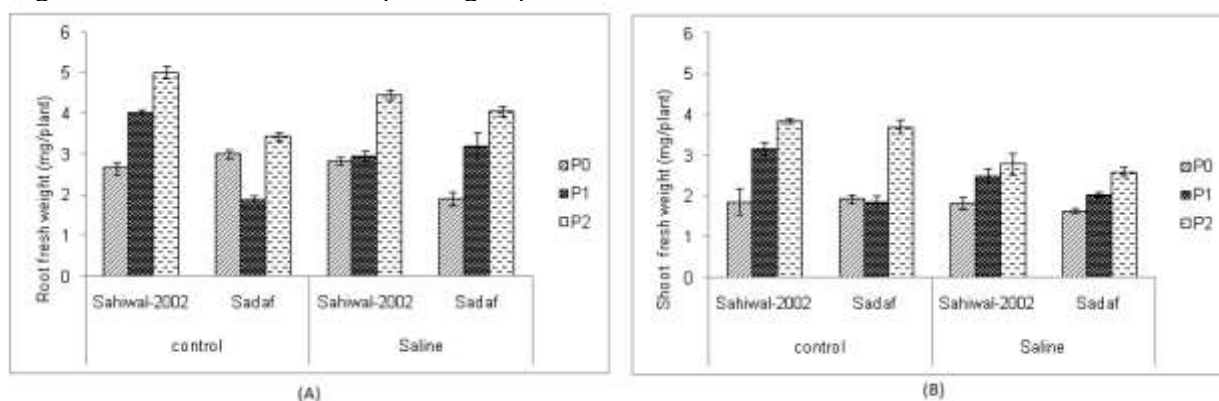 6
5
4
3
2
1
0
Root fresh weight (mg/plant)
Sahiwal-2002 Sadaf Sahiwal-2002 Sadaf
control Saline
P0
P1
P2
(A)
6
5
4
3
2
1
0
Shoot fresh weight (mg/plant)
Sahiwal-2002 Sadaf Sahiwal-2002 Sadaf
control Saline
P0
P1
P2
(B)